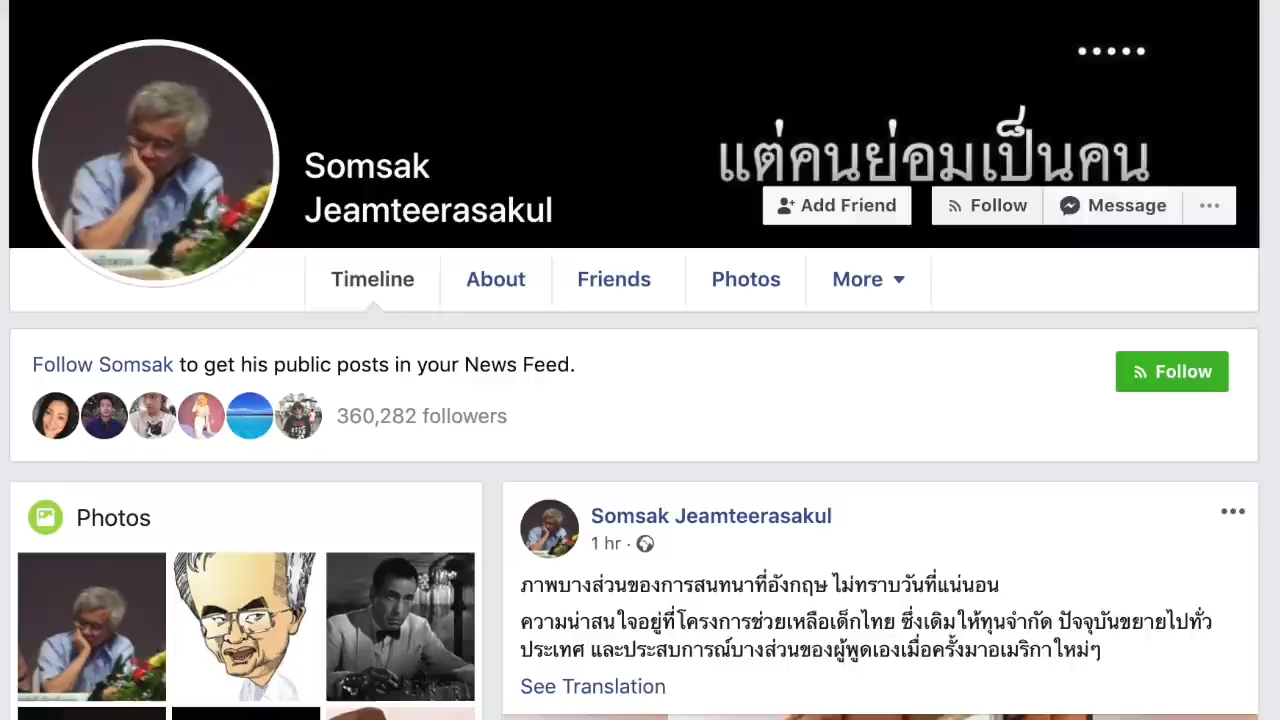 .....
แต่คนย่อมเป็นคน
Somsak
Jeamteerasakul
Add Friend
Follow
Message
...
Timeline
About
Friends
Photos
More
Follow Somsak to get his public posts in your News Feed.
Follow
360,282 followers
Photos
Somsak Jeamteerasakul
1 hr ·
ภาพบางส่วนของการสนทนาที่อังกฤษ ไม่ทราบวันที่แน่นอน
ความน่าสนใจอยู่ที่โครงการช่วยเหลือเด็กไทย ซึ่งเดิมให้ทุนจำกัด ปัจจุบันขยายไปทั่ว
ประเทศ และประสบการณ์บางส่วนของผู้พูดเองเมื่อครั้งมาอเมริกาใหม่ๆ
See Translation